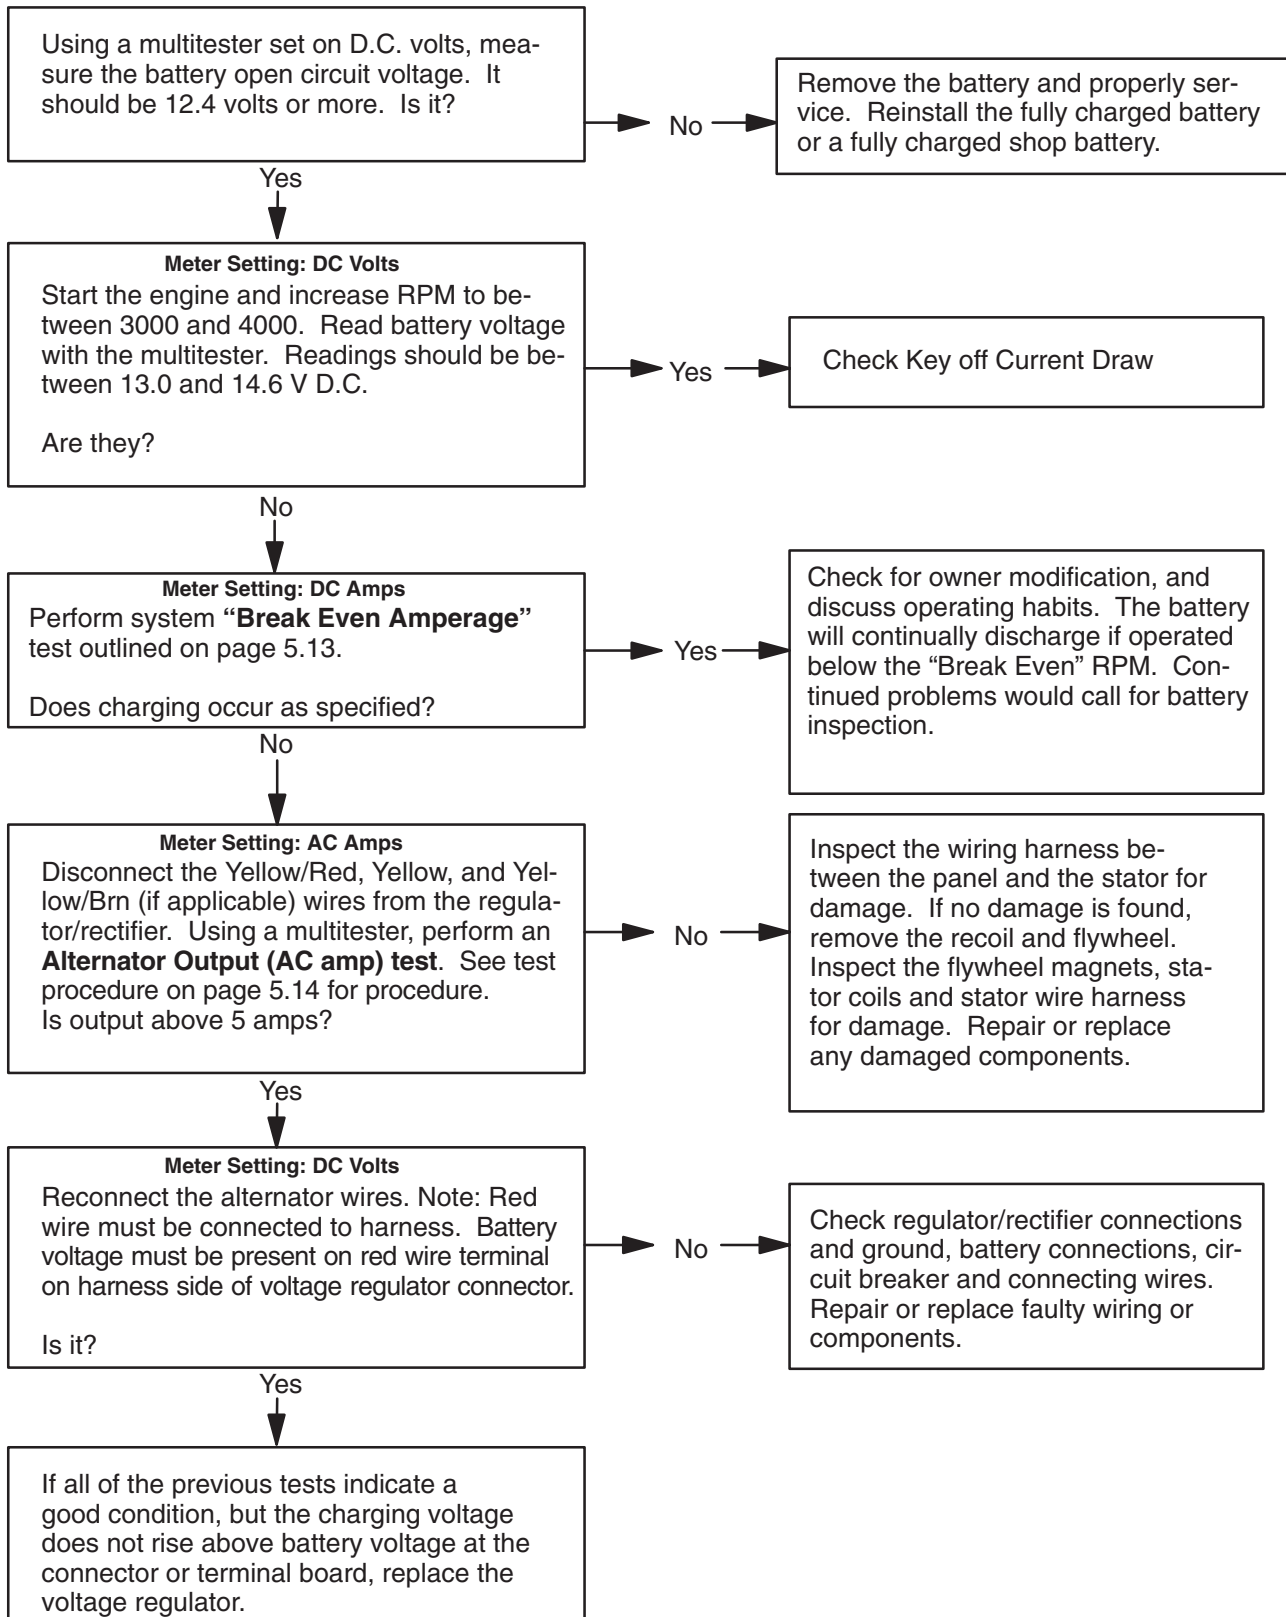 Using a multitester set on D.C. volts, mea-
sure the battery open circuit voltage.  It
should be 12.4 volts or more.  Is it?
No
Remove the battery and properly ser-
vice.  Reinstall the fully charged battery
or a fully charged shop battery.
Yes
Meter Setting: DC Volts
Start the engine and increase RPM to be-
tween 3000 and 4000.  Read battery voltage
with the multitester.  Readings should be be-
tween 13.0 and 14.6 V D.C.
Are they?
Yes
Check Key off Current Draw
No
Meter Setting: DC Amps
Perform system “Break Even Amperage”
test outlined on page 5.13.
Does charging occur as specified?
Yes
Check for owner modification, and
discuss operating habits.  The battery
will continually discharge if operated
below the “Break Even” RPM.  Con-
tinued problems would call for battery
inspection.
No
Meter Setting: AC Amps
Disconnect the Yellow/Red, Yellow, and Yel-
low/Brn (if applicable) wires from the regula-
tor/rectifier.  Using a multitester, perform an
Alternator Output (AC amp) test.  See test
procedure on page 5.14 for procedure.
Is output above 5 amps?
No
Inspect the wiring harness be-
tween the panel and the stator for
damage.  If no damage is found,
remove the recoil and flywheel.
Inspect the flywheel magnets, sta-
tor coils and stator wire harness
for damage.  Repair or replace
any damaged components.
Yes
Meter Setting: DC Volts
Reconnect the alternator wires. Note: Red
wire must be connected to harness.  Battery
voltage must be present on red wire terminal
on harness side of voltage regulator connector.
Is it?
No
Check regulator/rectifier connections
and ground, battery connections, cir-
cuit breaker and connecting wires.
Repair or replace faulty wiring or
components.
Yes
If all of the previous tests indicate a
good condition, but the charging voltage
does not rise above battery voltage at the
connector or terminal board, replace the
voltage regulator.